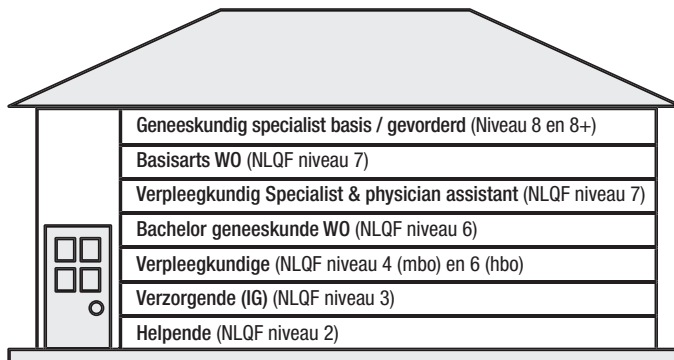 Geneeskundig specialist basis / gevorderd (Niveau 8 en 8+)
Basisarts WO (NLQF niveau 7)
Verpleegkundig Specialist & physician assistant (NLQF niveau 7)
Bachelor geneeskunde WO (NLQF niveau 6)
Verpleegkundige (NLQF niveau 4 (mbo) en 6 (hbo)
Verzorgende (IG) (NLQF niveau 3)
Helpende (NLQF niveau 2)